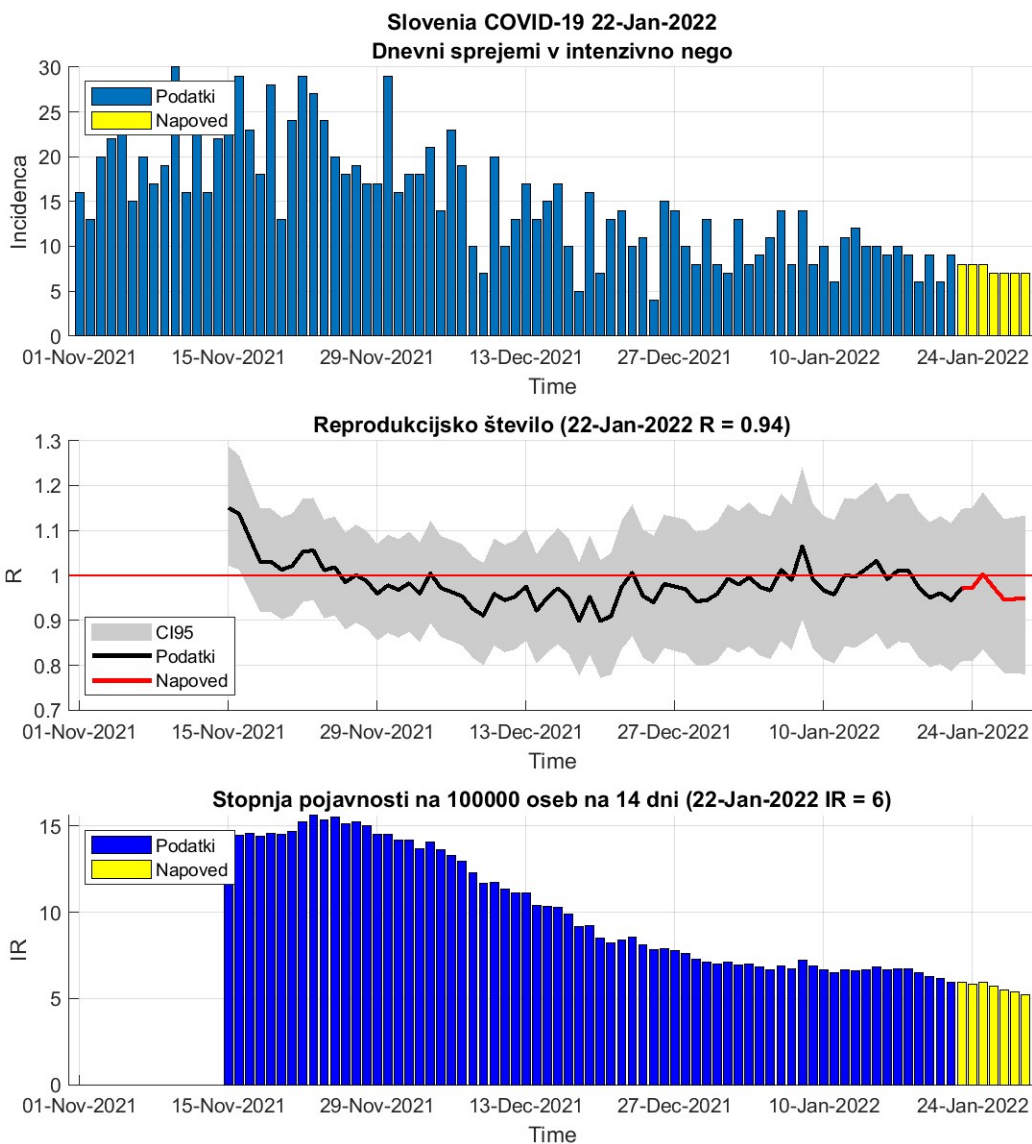 Slovenia COVID-19 22-Jan-2022
Dnevni sprejemi v intenzivno nego
30
25
20
15
10
5
0
Incidenca
Podatki
Napoved
01-Nov-2021 15-Nov-2021 29-Nov-2021 13-Dec-2021 27-Dec-2021 10-Jan-2022 24-Jan-2022
Time
Reprodukcijsko število (22-Jan-2022 R = 0.94)
1.3
1.2
1.1
1
0.9
0.8
0.7
R
CI95
Podatki
Napoved
01-Nov-2021 15-Nov-2021 29-Nov-2021 13-Dec-2021 27-Dec-2021 10-Jan-2022 24-Jan-2022
Time
Stopnja pojavnosti na 100000 oseb na 14 dni (22-Jan-2022 IR = 6)
15
10
5
0
IR
Podatki
Napoved
01-Nov-2021 15-Nov-2021 29-Nov-2021 13-Dec-2021 27-Dec-2021 10-Jan-2022 24-Jan-2022
Time